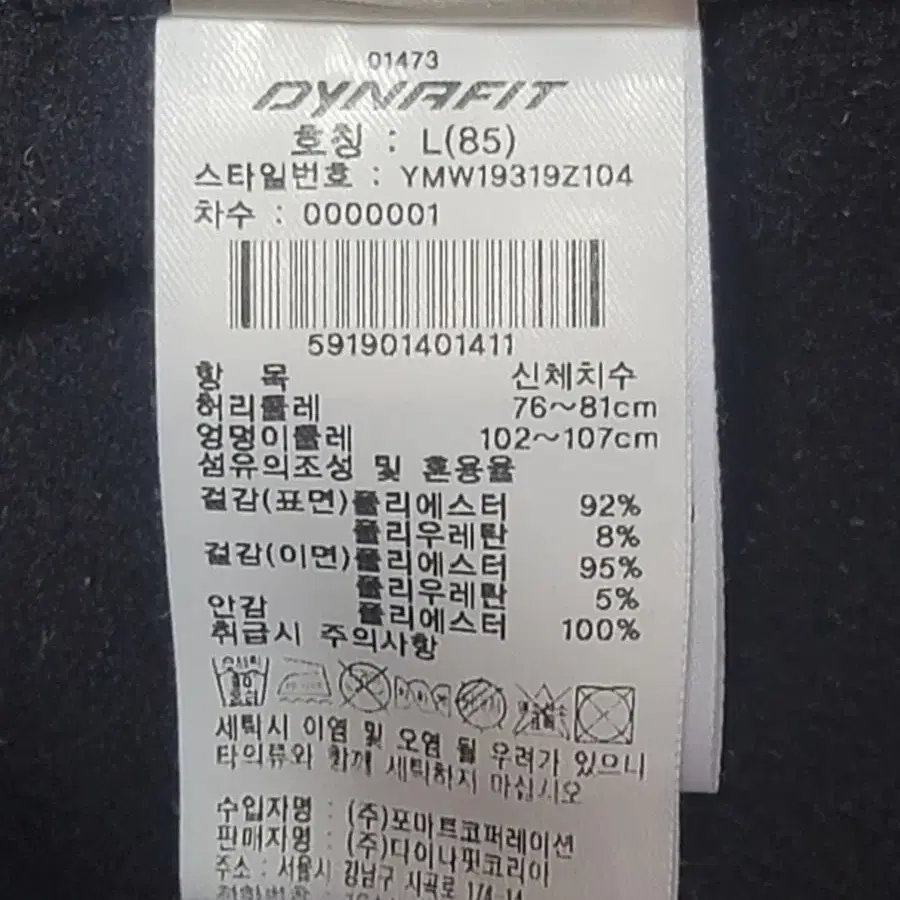 01473
DYNAFIT
호칭 : L(85)
스타일번호 : YMW19319Z104
차수 : 0000001
591901401411
항 목 신체치수
허리둘레 76~81cm
엉덩이둘레 102~107cm
섬유의조성 및 혼용율
겉감(표면)폴리에스터 92%
폴리우레탄 8%
겉감(이면)폴리에스터 95%
폴리우레탄 5%
안감 폴리에스터 100%
취급시 주의사항
세탁시 이염 및 오염 될 우려가 있으니
타의류와 함께 세탁하지 마십시오
수입자명 : (주)포마트코퍼레이션
판매자명 : (주)디이나핏코리아
주소 : 서울시 강남구 자곡로 174-14